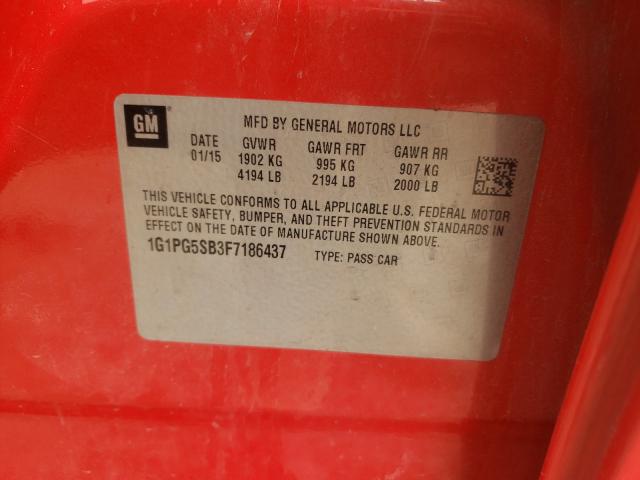 GM
MFD BY GENERAL MOTORS LLC
DATE GVWR GAWR FRT GAWR RR
01/15 1902 KG 995 KG 907 KG
4194 LB 2194 LB 2000 LB
THIS VEHICLE CONFORMS TO ALL APPLICABLE U.S. FEDERAL MOTOR
VEHICLE SAFETY, BUMPER, AND THEFT PREVENTION STANDARDS IN
EFFECT ON THE DATE OF MANUFACTURE SHOWN ABOVE.
1G1PG5SB3F7186437 TYPE: PASS CAR